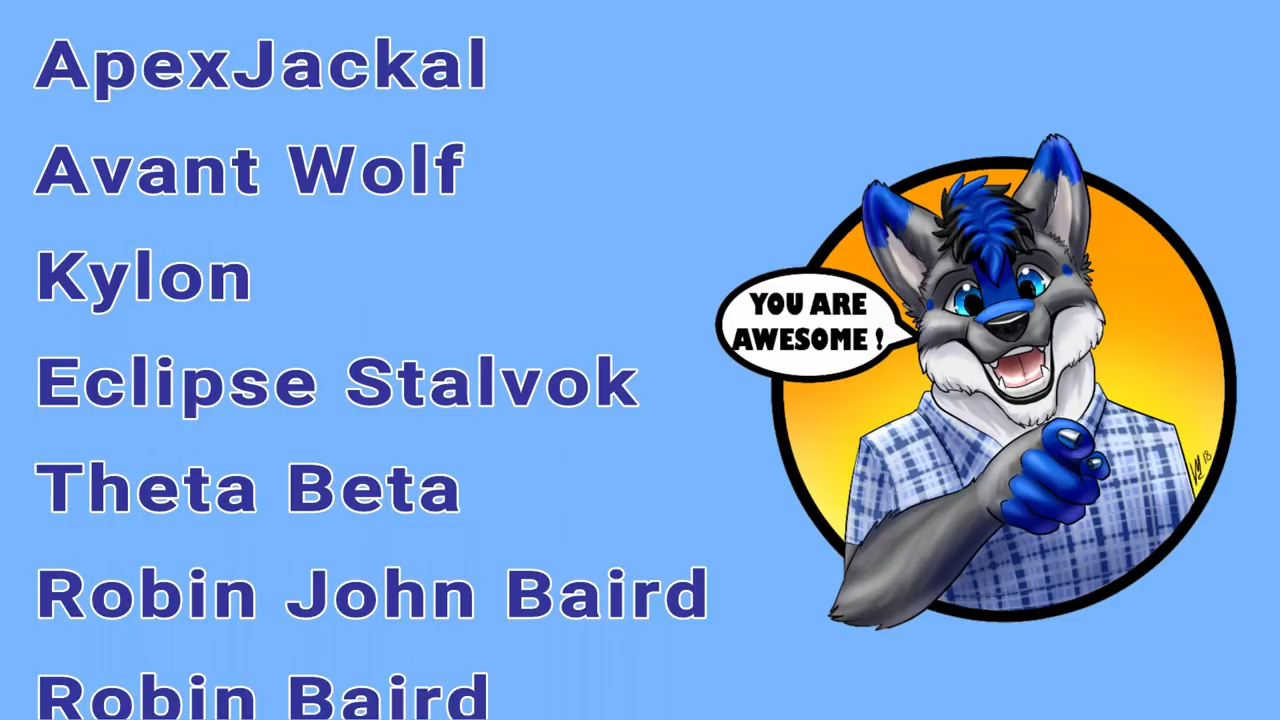 ApexJackal
Avant Wolf
Kylon
Eclipse Stalvok
Theta Beta
Robin John Baird
Robin Baird
YOU ARE
AWESOME !